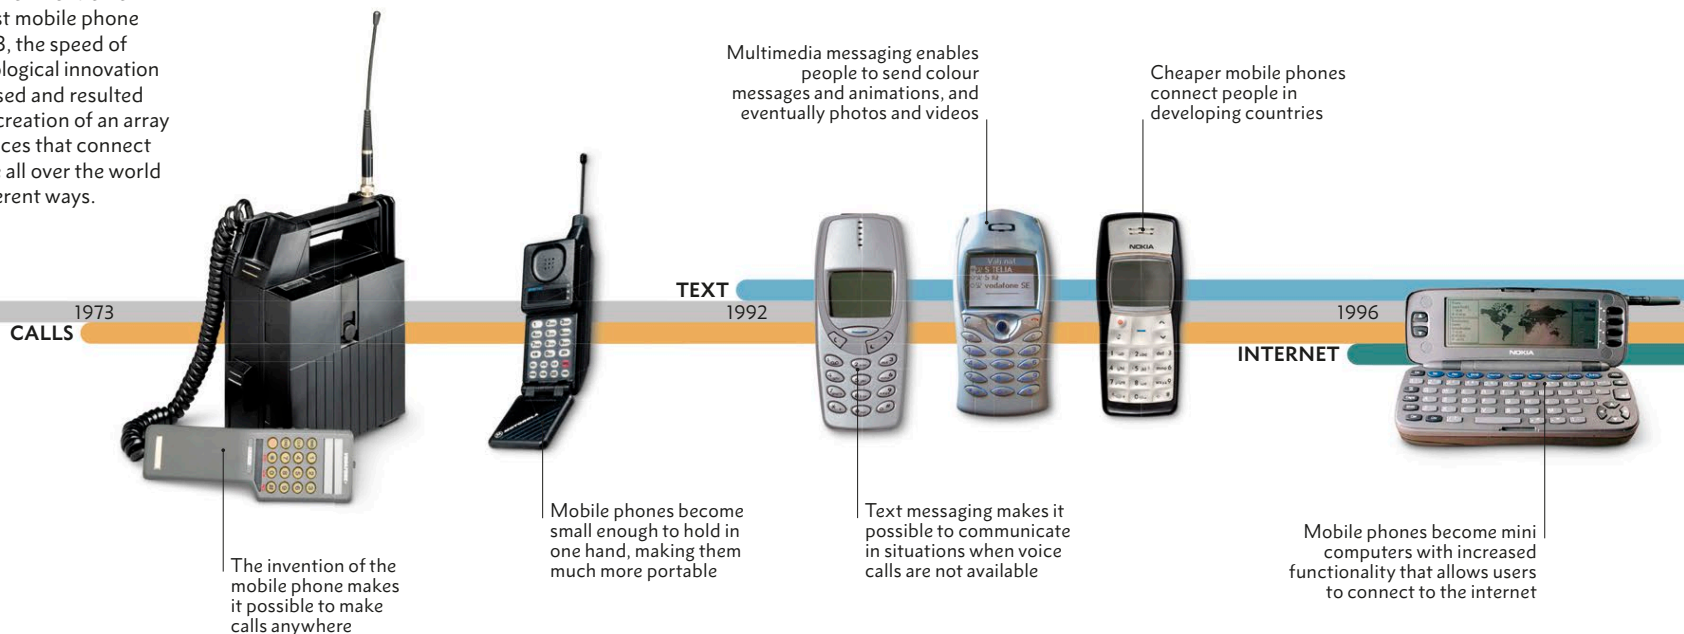 st mobile phone
3, the speed of
ological innovation
sed and resulted
creation of an array
ices that connect
e all over the world
erent ways.
Multimedia messaging enables
people to send colour
messages and animations, and
eventually photos and videos
Cheaper mobile phones
connect people in
developing countries
TEXT
1973
1992
1996
CALLS
INTERNET
NOKIA
vodafone SE
NOKIA
Mobile phones become
small enough to hold in
one hand, making them
much more portable
Text messaging makes it
possible to communicate
in situations when voice
calls are not available
The invention of the
mobile phone makes
it possible to make
calls anywhere
Mobile phones become mini
computers with increased
functionality that allows users
to connect to the internet